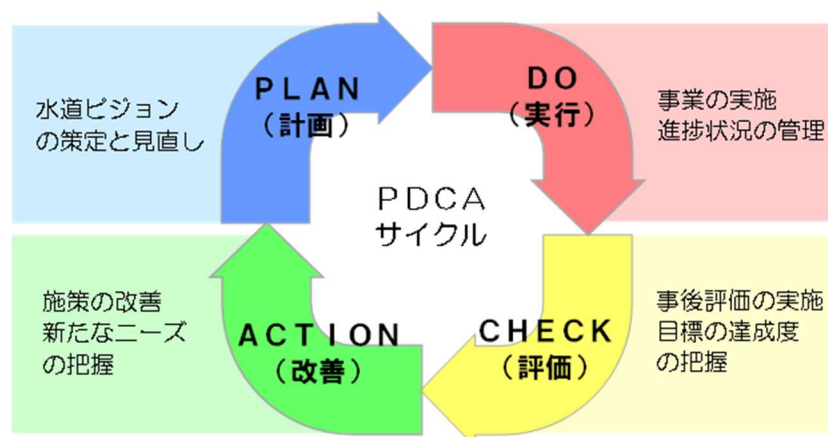 ＰＬＡＮ
（計画）
水道ビジョン
の策定と見直し
ＤＯ
（実行）
事業の実施
進捗状況の管理
ＰＤＣＡ
サイクル
施策の改善
新たなニーズ
の把握
ＡＣＴＩＯＮ
（改善）
ＣＨＥＣＫ
（評価）
事後評価の実施
目標の達成度
の把握